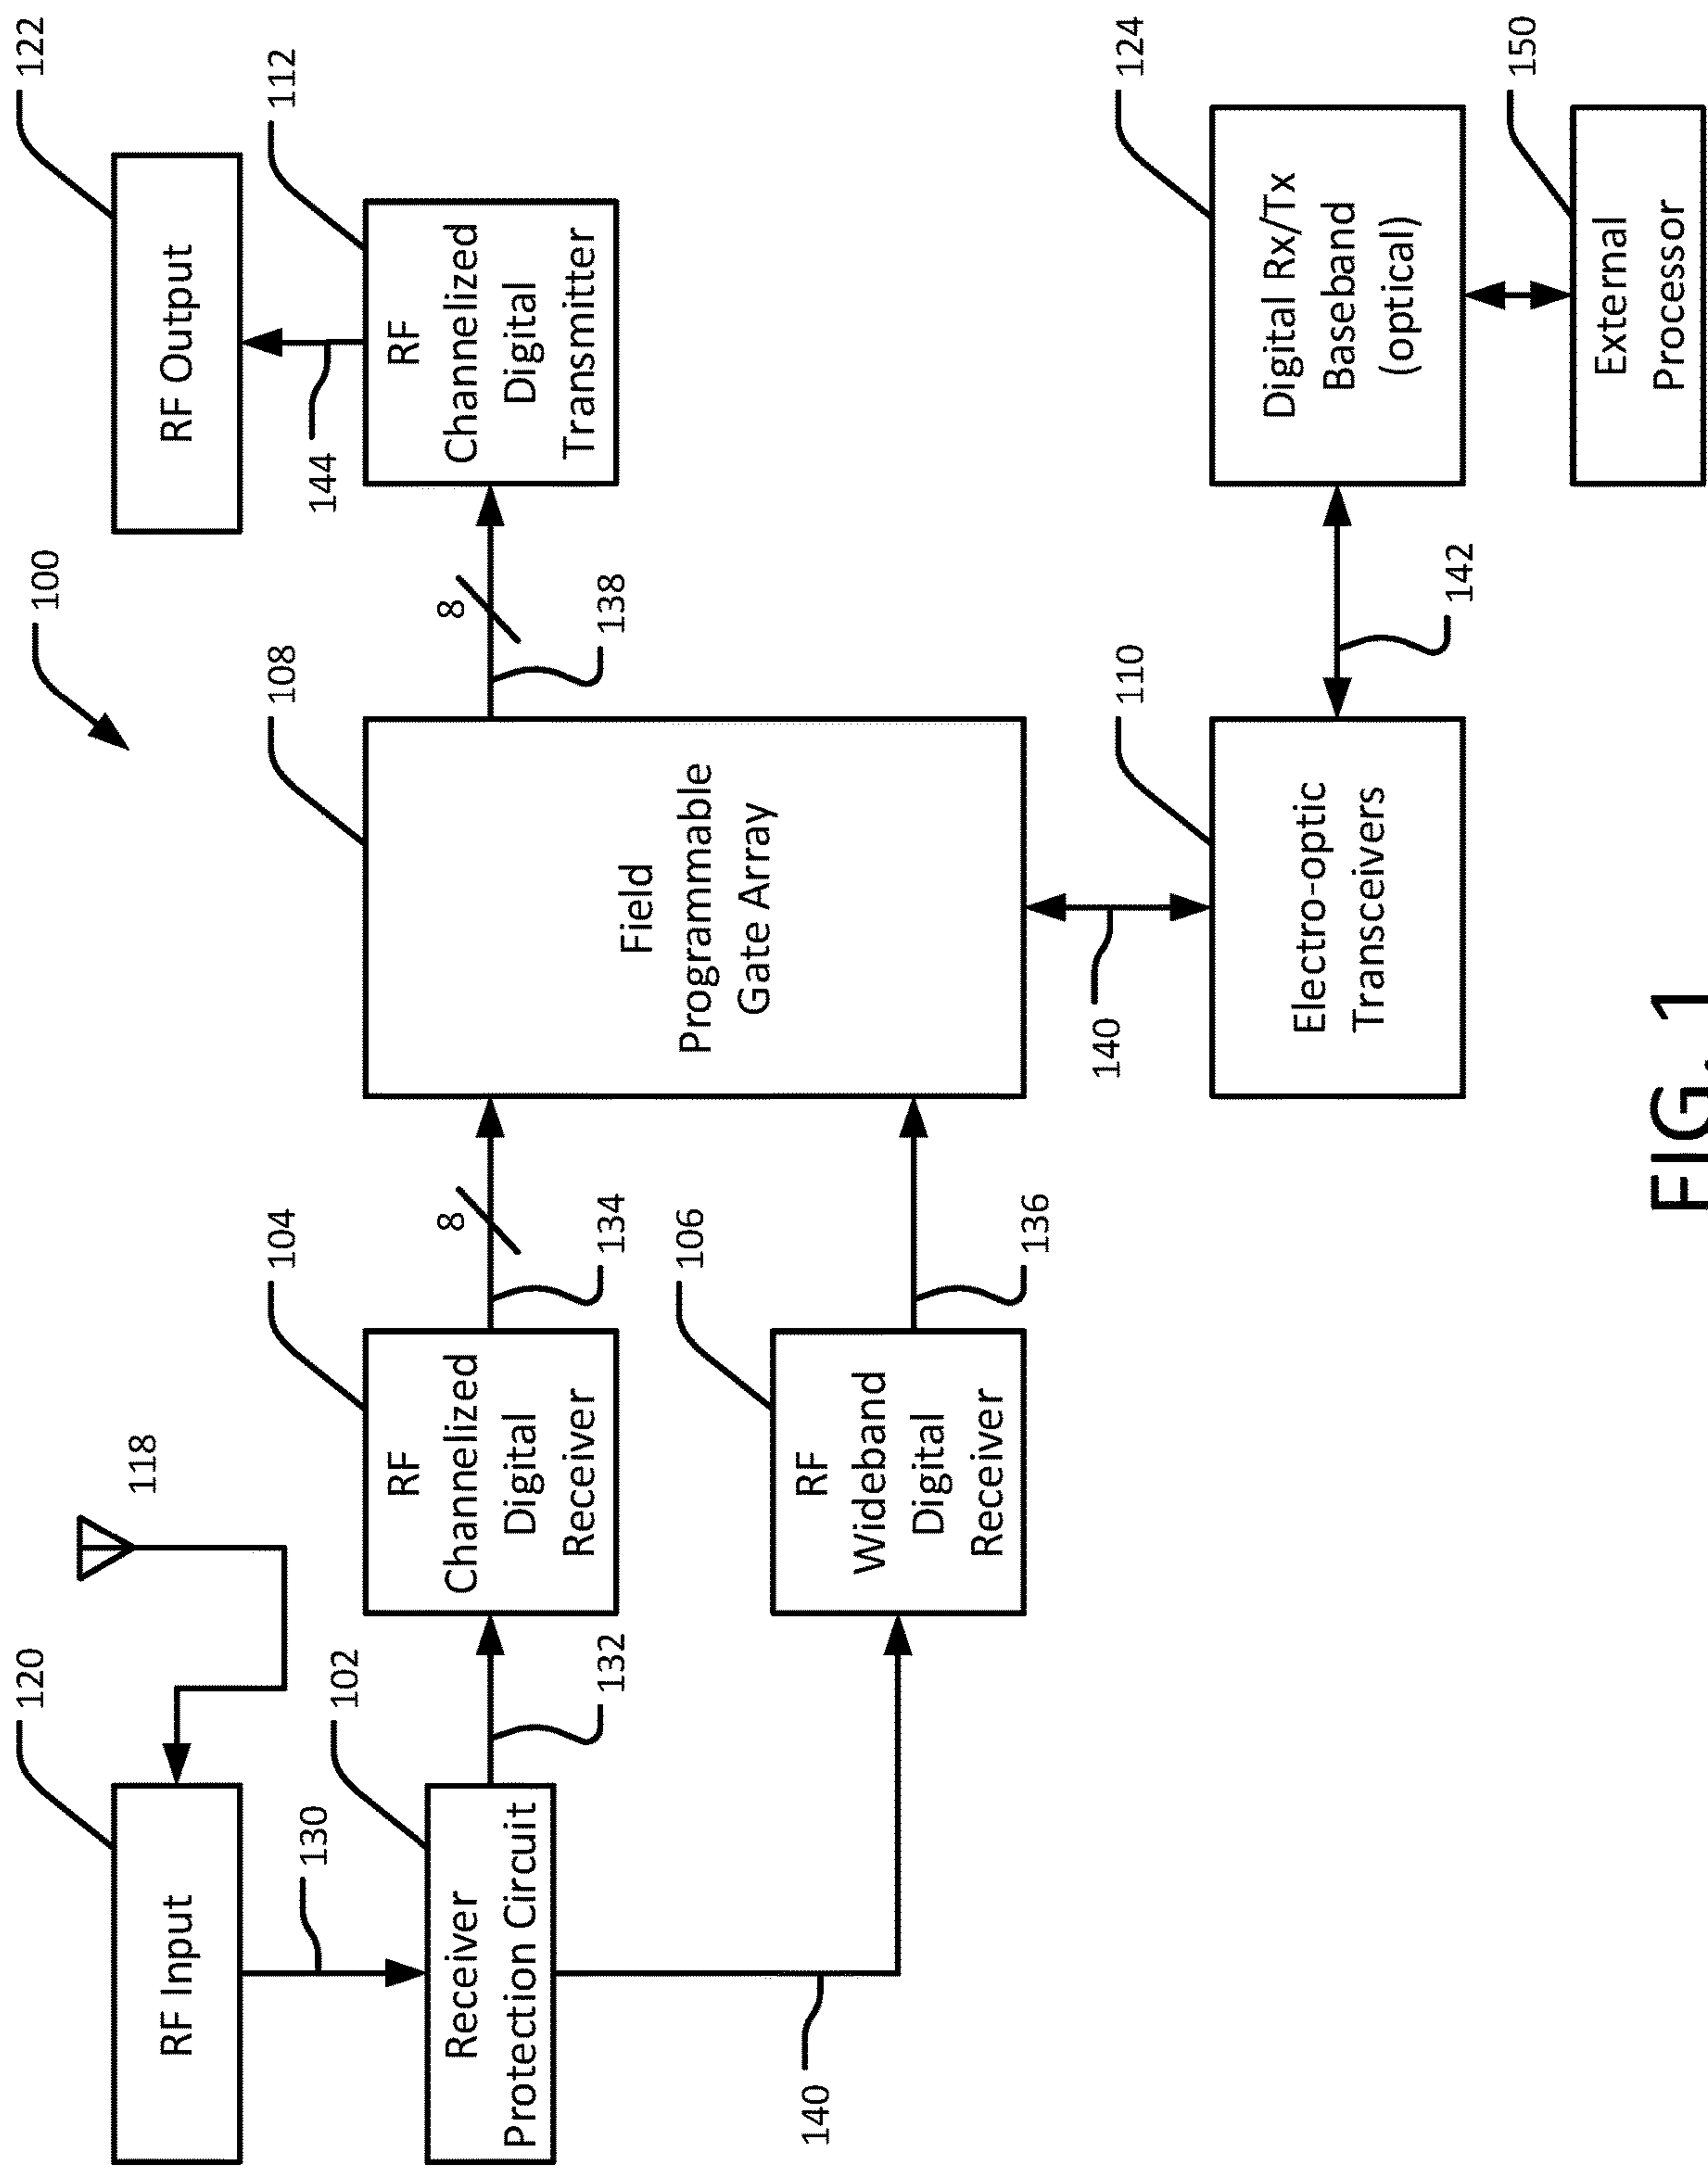 100
120
RF Input
118
130
102
Receiver
Protection Circuit
132
104
RF
Channelized
Digital
Receiver
8
134
108
Field
Programmable
Gate Array
8
138
112
RF
Channelized
Digital
Transmitter
144
122
RF Output
140
106
RF
Wideband
Digital
Receiver
136
140
110
Electro-optic
Transceivers
142
124
Digital Rx/Tx
Baseband
(optical)
150
External
Processor
FIG. 1